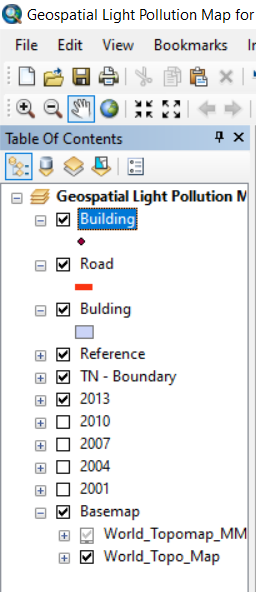 Geospatial Light Pollution Map for
File Edit View Bookmarks
Table Of Contents
Geospatial Light Pollution M
Building
Road
Bulding
Reference
TN - Boundary
2013
2010
2007
2004
2001
Basemap
World_Topomap_MM
World_Topo_Map